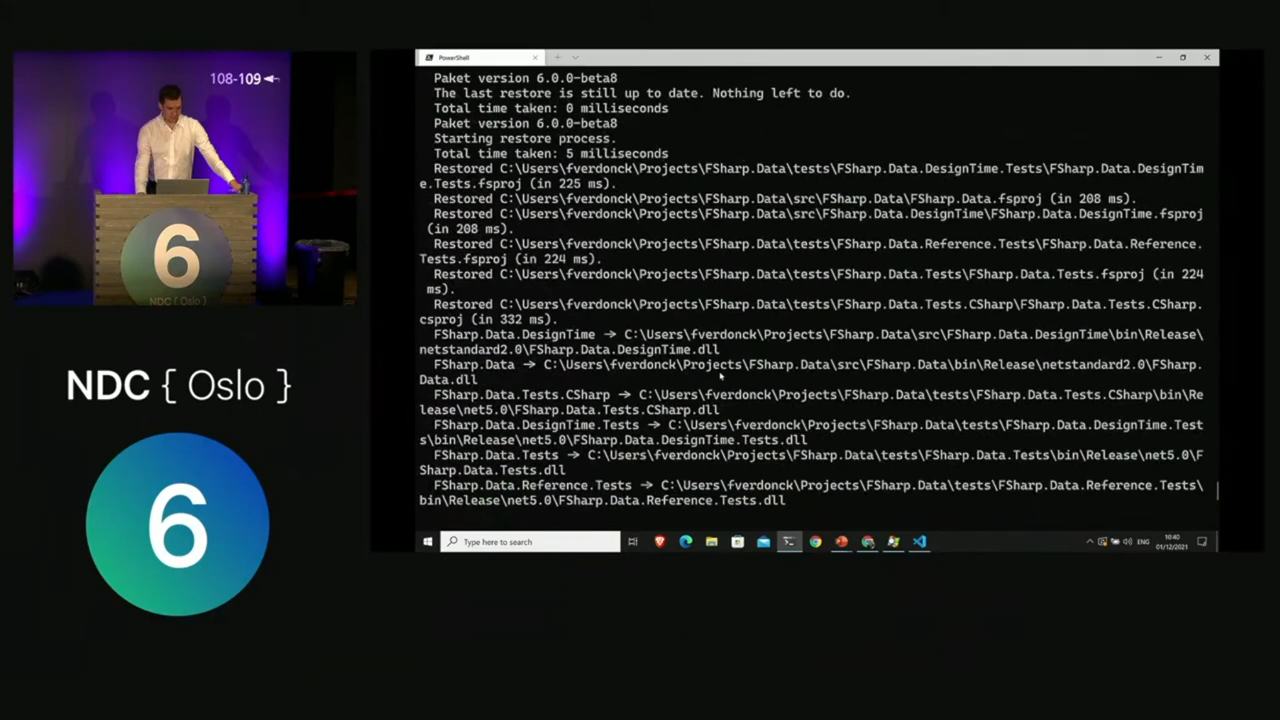 108-109
6
NDC { Oslo }
NDC { Oslo }
6
PowerShell
Paket version 6.0.0-beta8
The last restore is still up to date. Nothing left to do.
Total time taken: 0 milliseconds
Paket version 6.0.0-beta8
Starting restore process.
Total time taken: 5 milliseconds
Restored C:\Users\fverdonck\Projects\FSharp.Data\tests\FSharp.Data.DesignTime.Tests\FSharp.Data.DesignTim
e.Tests.fsproj (in 225 ms).
Restored C:\Users\fverdonck\Projects\FSharp.Data\src\FSharp.Data\FSharp.Data.fsproj (in 208 ms).
Restored C:\Users\fverdonck\Projects\FSharp.Data\src\FSharp.Data.DesignTime\FSharp.Data.DesignTime.fsproj
(in 208 ms).
Restored C:\Users\fverdonck\Projects\FSharp.Data\tests\FSharp.Data.Reference.Tests\FSharp.Data.Reference.
Tests.fsproj (in 224 ms).
Restored C:\Users\fverdonck\Projects\FSharp.Data\tests\FSharp.Data.Tests\FSharp.Data.Tests.fsproj (in 224
ms).
Restored C:\Users\fverdonck\Projects\FSharp.Data\tests\FSharp.Data.Tests.CSharp\FSharp.Data.Tests.CSharp.
csproj (in 332 ms).
FSharp.Data.DesignTime → C:\Users\fverdonck\Projects\FSharp.Data\src\FSharp.Data.DesignTime\bin\Release\
netstandard2.0\FSharp.Data.DesignTime.dll
FSharp.Data → C:\Users\fverdonck\Projects\FSharp.Data\src\FSharp.Data\bin\Release\netstandard2.0\FSharp.
Data.dll
FSharp.Data.Tests.CSharp → C:\Users\fverdonck\Projects\FSharp.Data\tests\FSharp.Data.Tests.CSharp\bin\Re
lease\net5.0\FSharp.Data.Tests.CSharp.dll
FSharp.Data.DesignTime.Tests → C:\Users\fverdonck\Projects\FSharp.Data\tests\FSharp.Data.DesignTime.Test
s\bin\Release\net5.0\FSharp.Data.DesignTime.Tests.dll
FSharp.Data.Tests → C:\Users\fverdonck\Projects\FSharp.Data\tests\FSharp.Data.Tests\bin\Release\net5.0\F
Sharp.Data.Tests.dll
FSharp.Data.Reference.Tests → C:\Users\fverdonck\Projects\FSharp.Data\tests\FSharp.Data.Reference.Tests\
bin\Release\net5.0\FSharp.Data.Reference.Tests.dll
Type here to search
ENG
10:40
01/12/2021